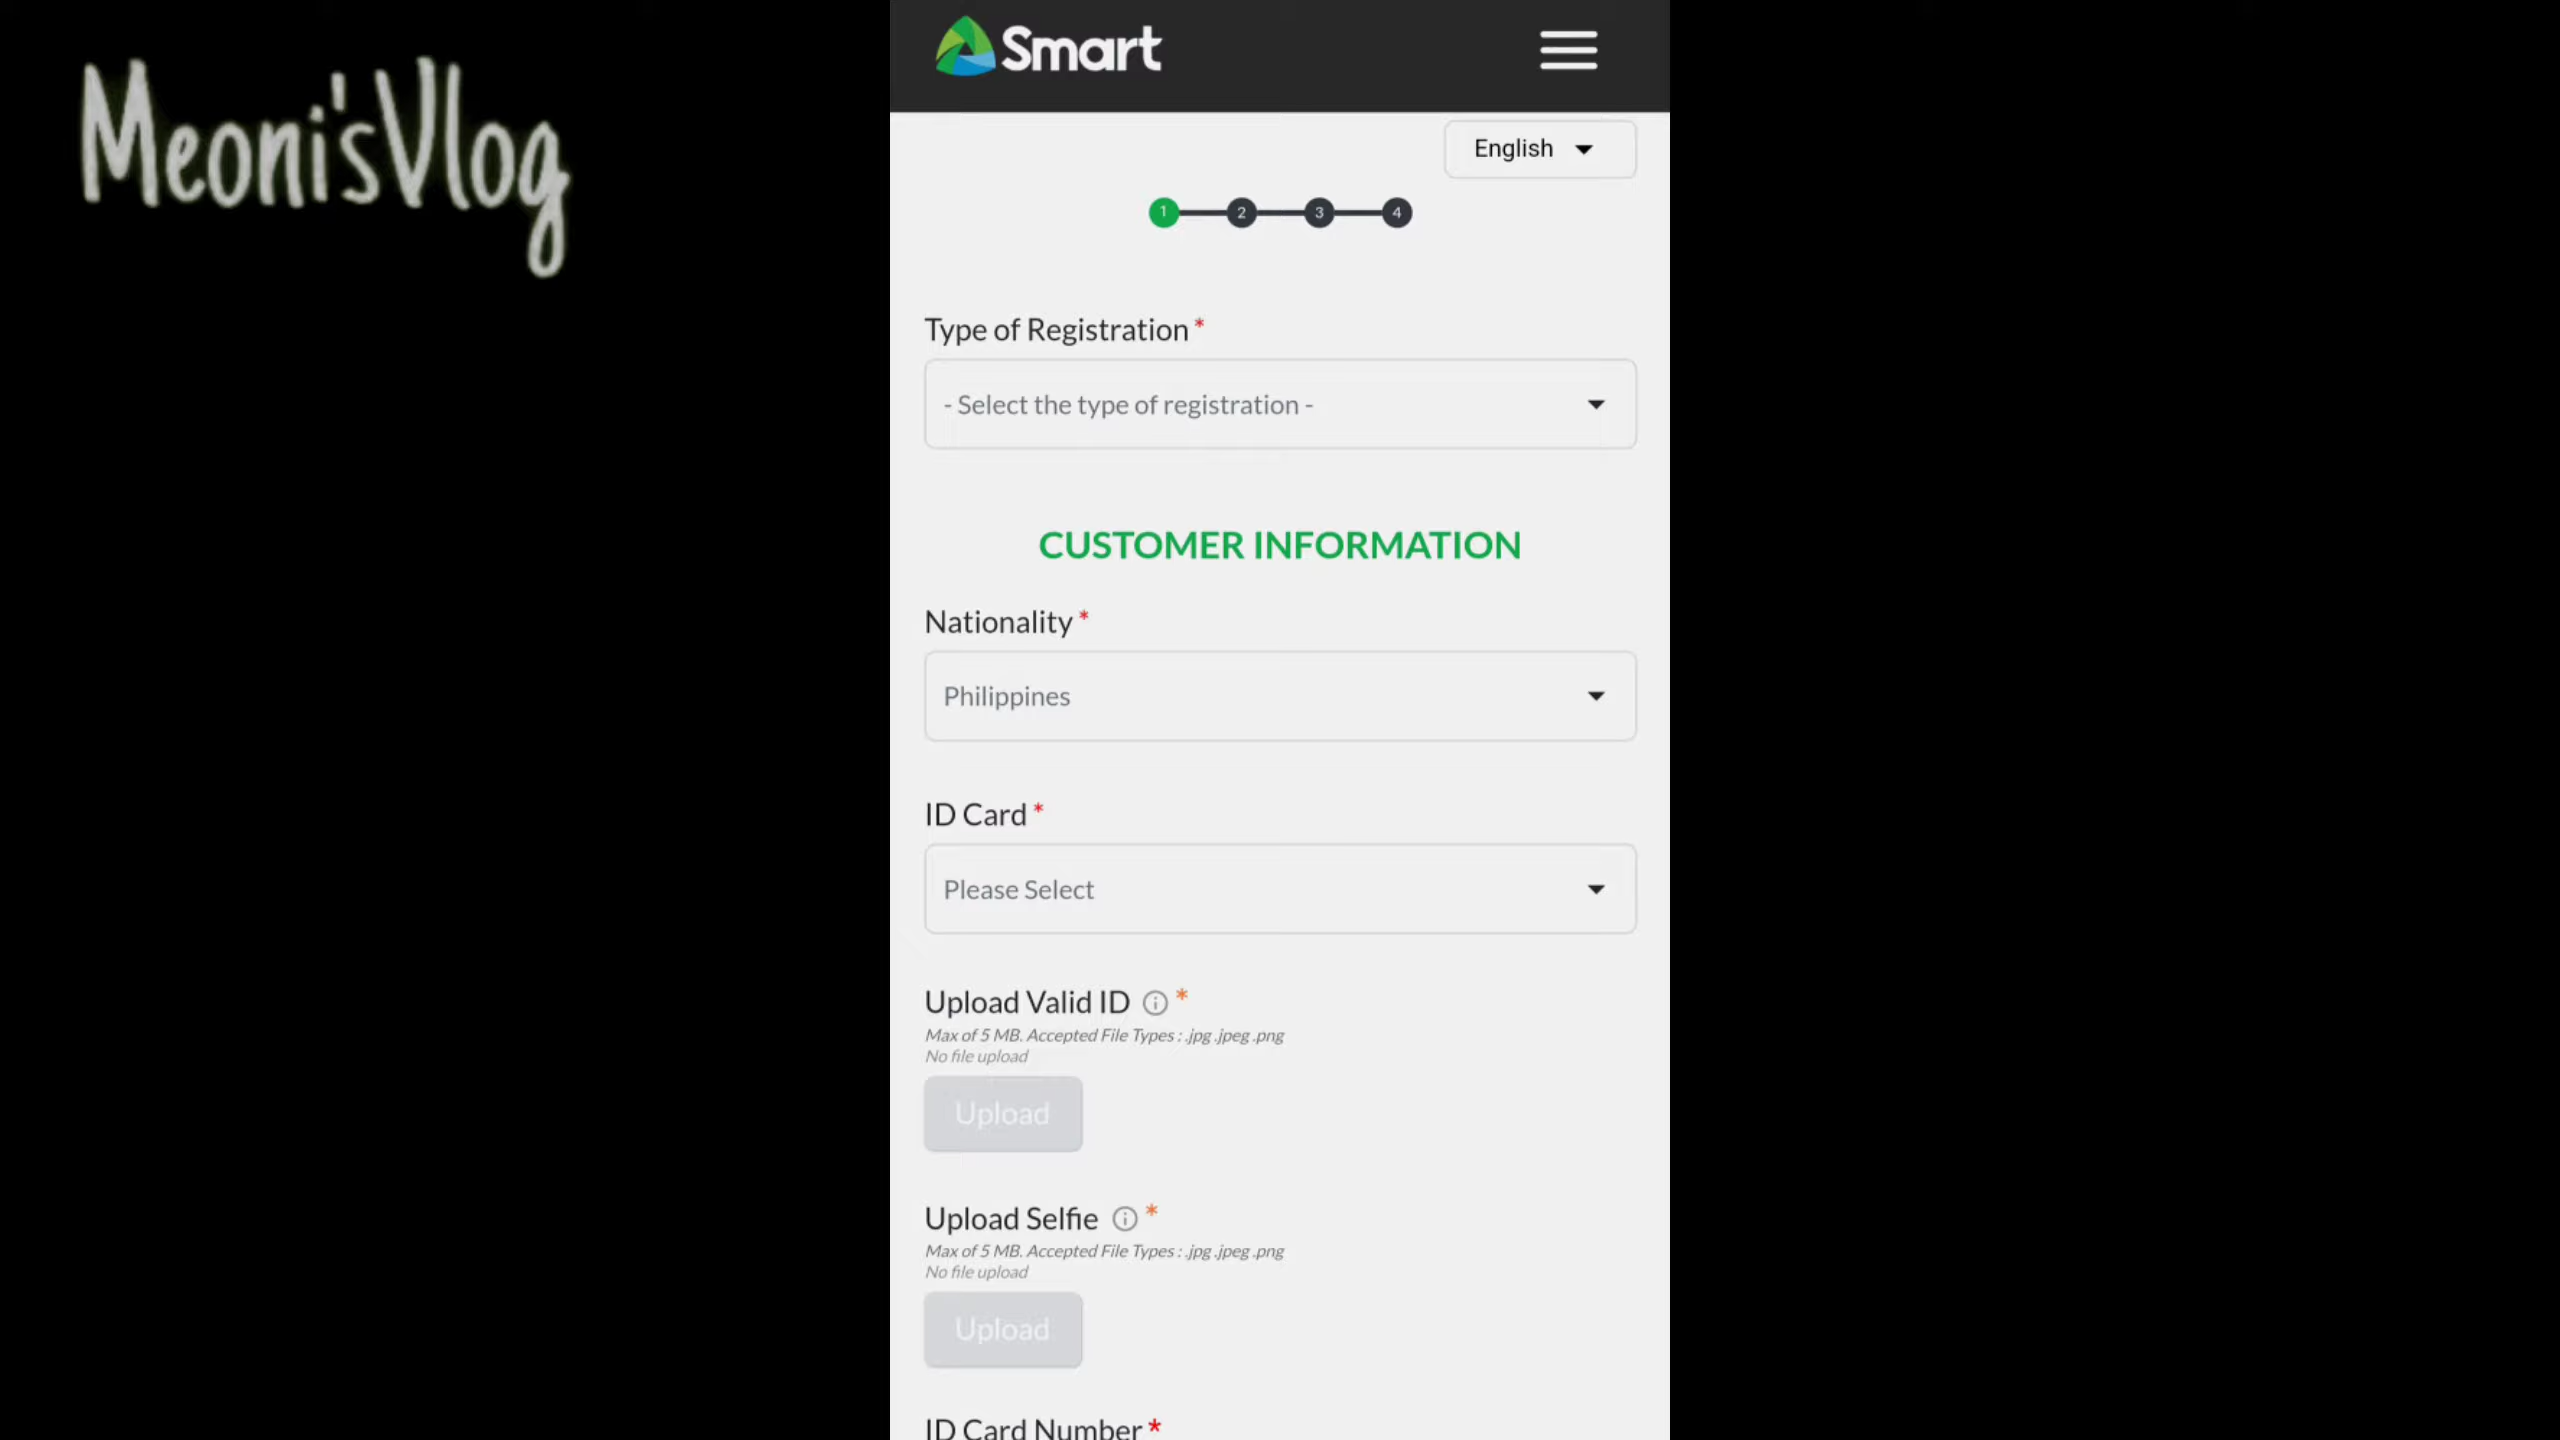 Meoni'sVlog
Smart
English
1 2 3 4
Type of Registration *
- Select the type of registration -
CUSTOMER INFORMATION
Nationality *
Philippines
ID Card *
Please Select
Upload Valid ID *
Max of 5 MB. Accepted File Types : .jpg .jpeg .png
No file upload
Upload
Upload Selfie *
Max of 5 MB. Accepted File Types : .jpg .jpeg .png
No file upload
Upload
ID Card Number *